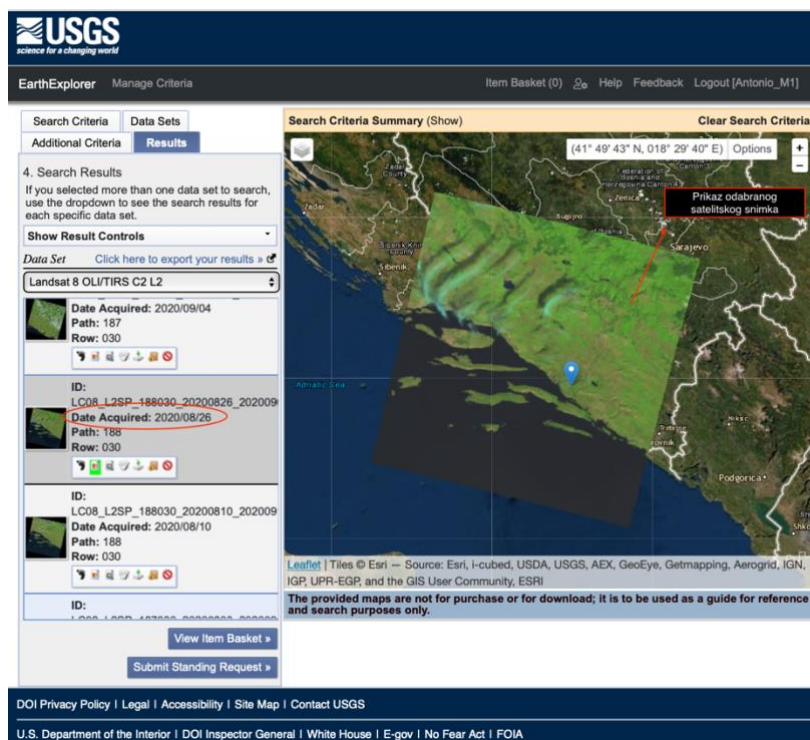 USGS
science for a changing world
EarthExplorer Manage Criteria Item Basket (0) Help Feedback Logout [Antonio_M1]
Search Criteria Data Sets
Additional Criteria Results
4. Search Results
If you selected more than one data set to search,
use the dropdown to see the search results for
each specific data set.
Show Result Controls
Data Set Click here to export your results »
Landsat 8 OLI/TIRS C2 L2
Date Acquired: 2020/09/04
Path: 187
Row: 030
ID:
LC08_L2SP_188030_20200826_202009
Date Acquired: 2020/08/26
Path: 188
Row: 030
ID:
LC08_L2SP_188030_20200810_202009
Date Acquired: 2020/08/10
Path: 188
Row: 030
ID:
View Item Basket »
Submit Standing Request »
Search Criteria Summary (Show) Clear Search Criteria
(41° 49' 43" N, 018° 29' 40" E) Options
+
−
Prikaz odabranog
satelitskog snimka
Zadar
County
Zadar
Sibenik
Zenica
Bugojno
Sarajevo
Adriatic Sea
Niksic
Trebinje
Podgorica
Leaflet | Tiles © Esri — Source: Esri, i-cubed, USDA, USGS, AEX, GeoEye, Getmapping, Aerogrid, IGN,
IGP, UPR-EGP, and the GIS User Community, ESRI
The provided maps are not for purchase or for download; it is to be used as a guide for reference
and search purposes only.
DOI Privacy Policy | Legal | Accessibility | Site Map | Contact USGS
U.S. Department of the Interior | DOI Inspector General | White House | E-gov | No Fear Act | FOIA